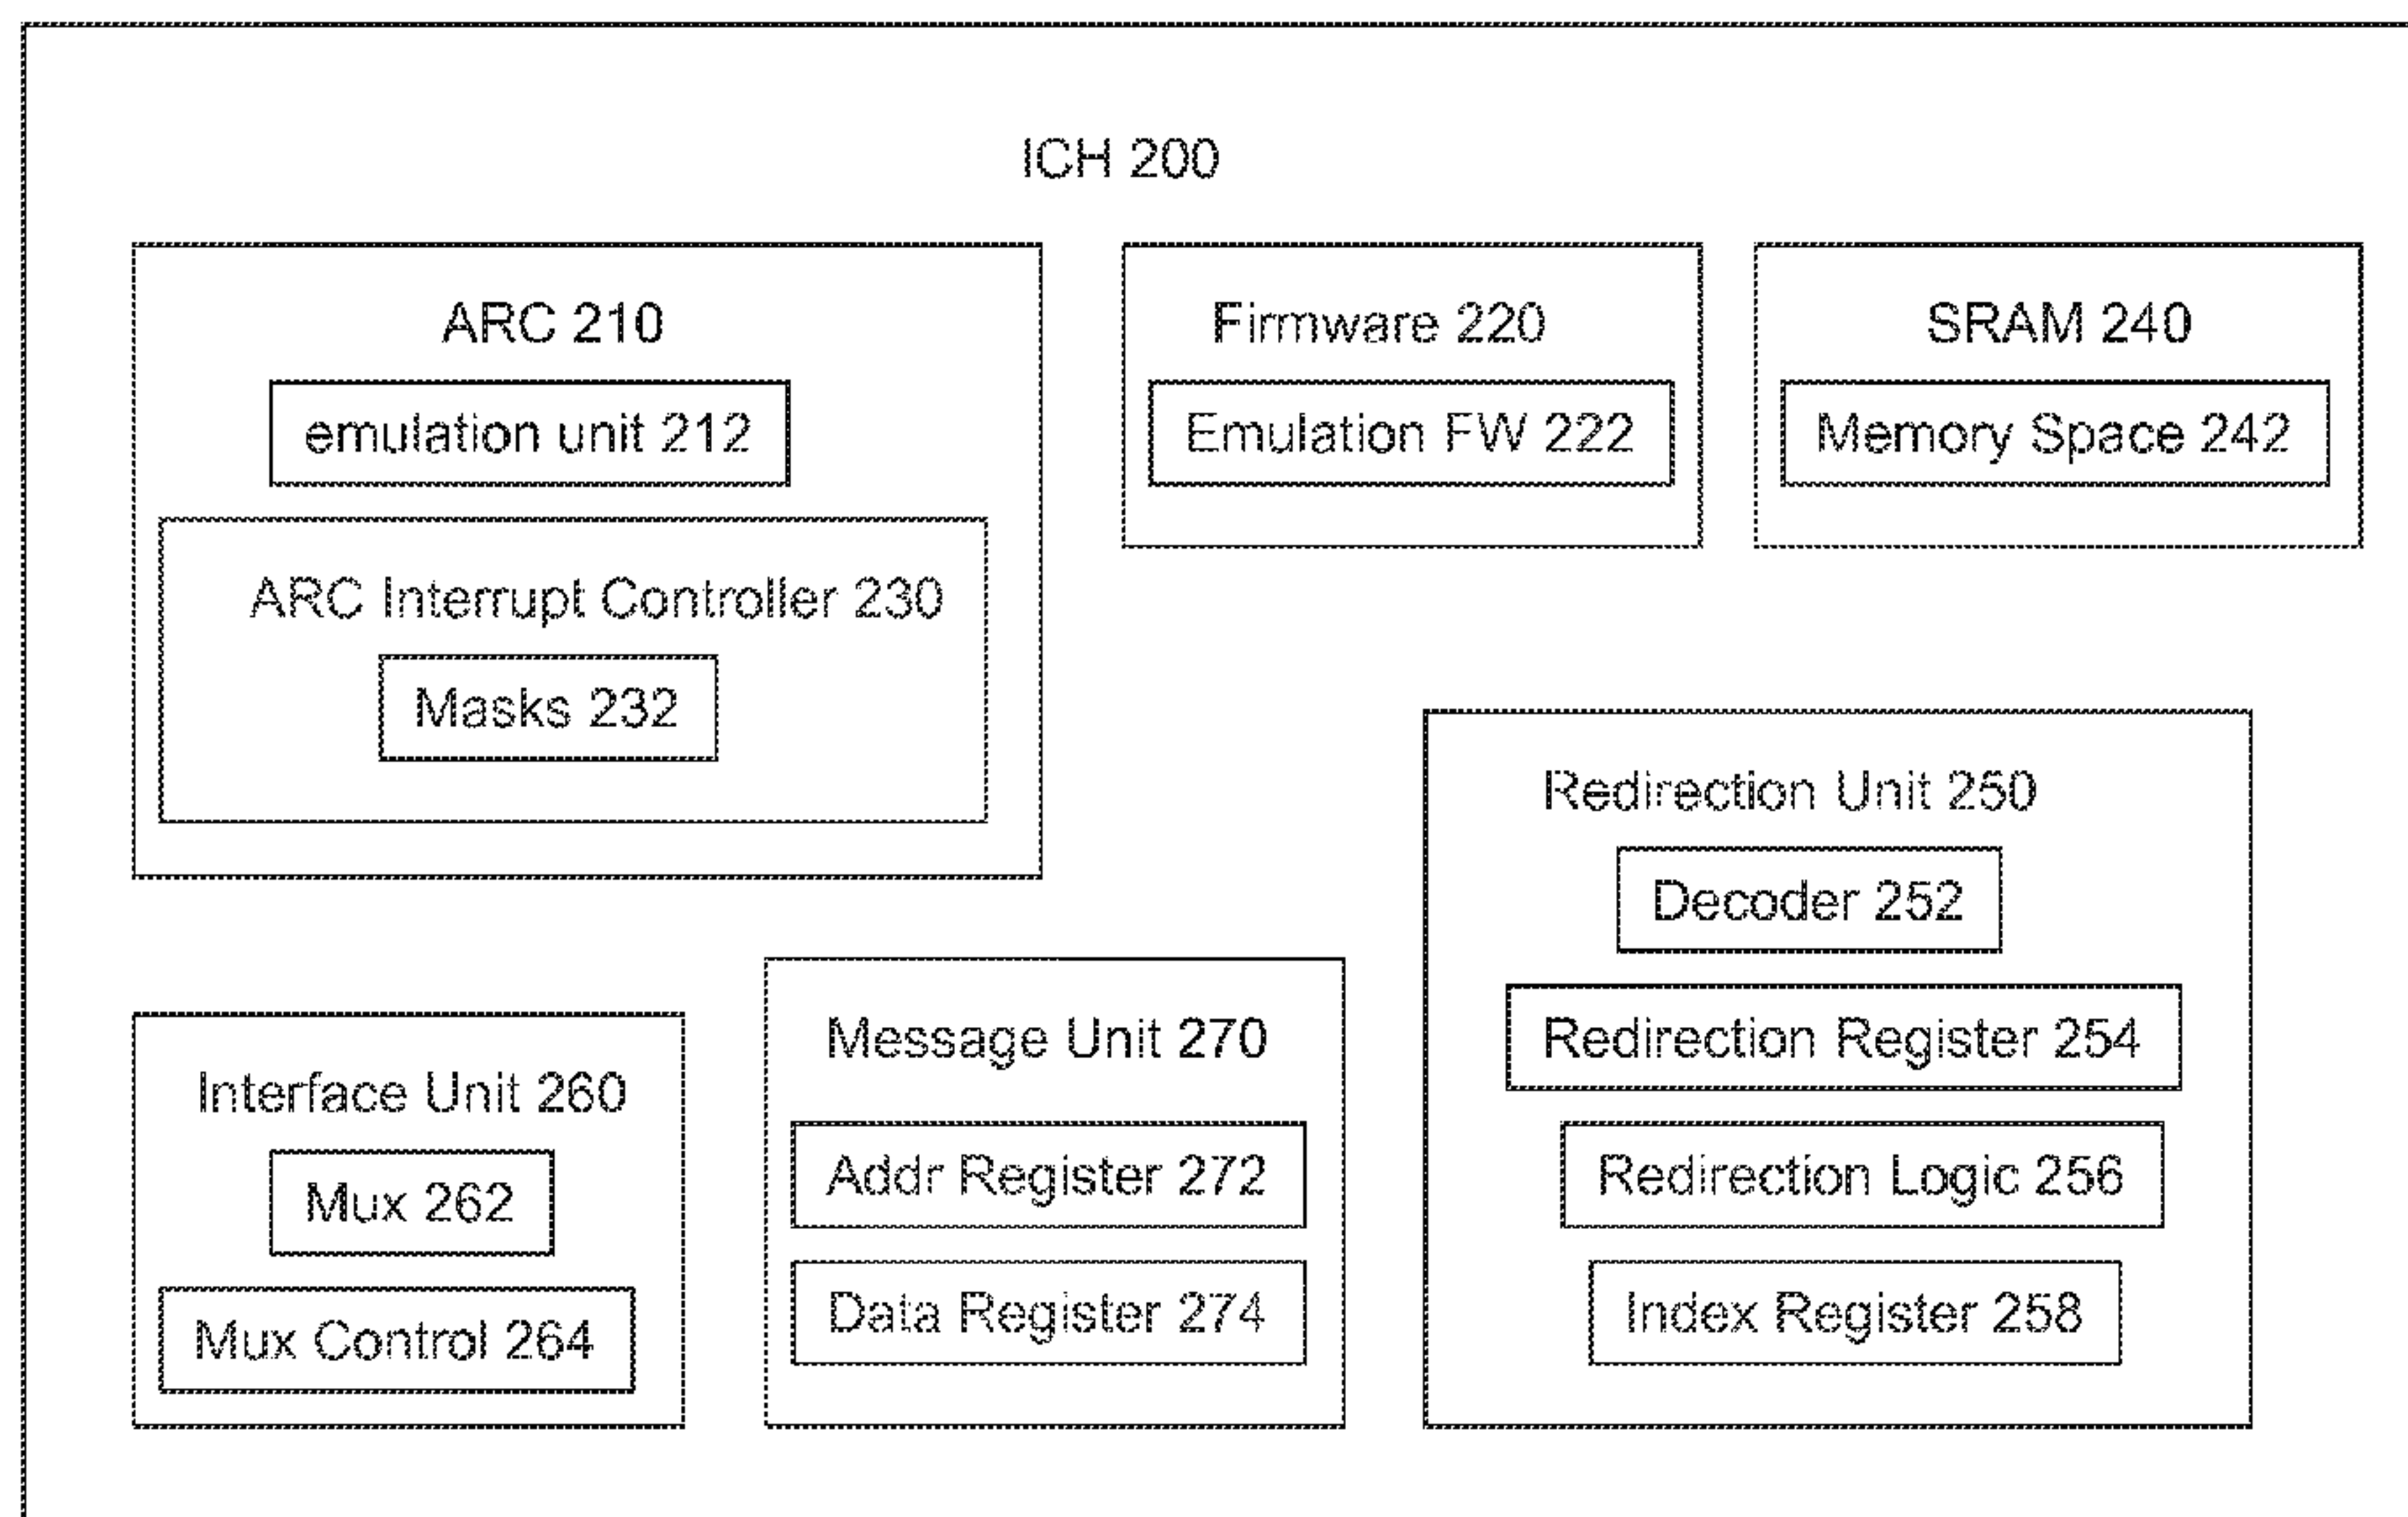 ICH 200
ARC 210
emulation unit 212
ARC Interrupt Controller 230
Masks 232
Firmware 220
Emulation FW 222
SRAM 240
Memory Space 242
Redirection Unit 250
Decoder 252
Redirection Register 254
Redirection Logic 256
Index Register 258
Interface Unit 260
Mux 262
Mux Control 264
Message Unit 270
Addr Register 272
Data Register 274